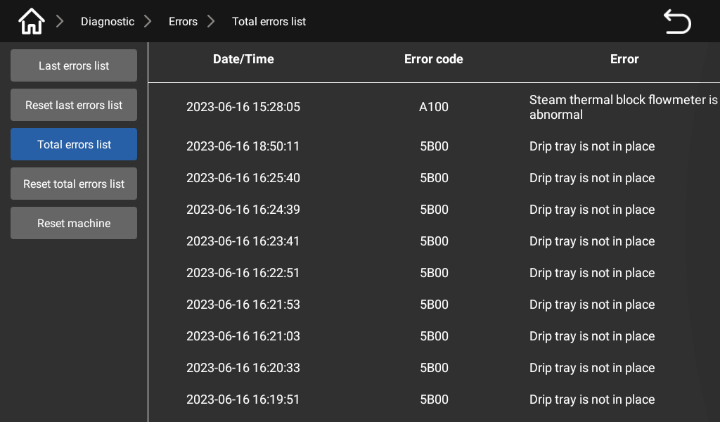 Diagnostic Errors Total errors list
Last errors list
Reset last errors list
Total errors list
Reset total errors list
Reset machine
Date/Time Error code Error
2023-06-16 15:28:05 A100 Steam thermal block flowmeter is
abnormal
2023-06-16 18:50:11 5B00 Drip tray is not in place
2023-06-16 16:25:40 5B00 Drip tray is not in place
2023-06-16 16:24:39 5B00 Drip tray is not in place
2023-06-16 16:23:41 5B00 Drip tray is not in place
2023-06-16 16:22:51 5B00 Drip tray is not in place
2023-06-16 16:21:53 5B00 Drip tray is not in place
2023-06-16 16:21:03 5B00 Drip tray is not in place
2023-06-16 16:20:33 5B00 Drip tray is not in place
2023-06-16 16:19:51 5B00 Drip tray is not in place